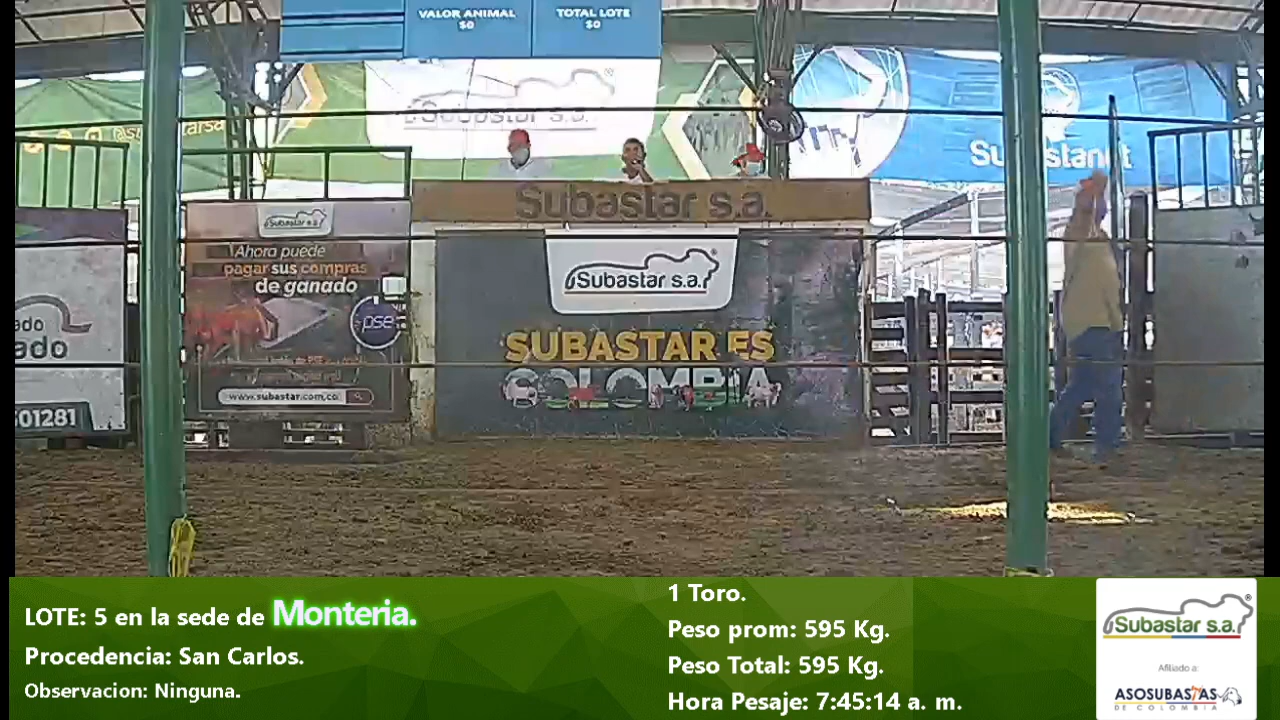 VALOR ANIMAL
$0
TOTAL LOTE
$0
Subastar s.a.
Subastar s.a.
Subastar s.a.
Ahora puede
pagar sus compras
de ganado
pse
www.subastar.com.co
Subastar s.a.
SUBASTAR ES
COLOMBIA
ado
do
601281
LOTE: 5 en la sede de Monteria.
Procedencia: San Carlos.
Observacion: Ninguna.
1 Toro.
Peso prom: 595 Kg.
Peso Total: 595 Kg.
Hora Pesaje: 7:45:14 a. m.
Subastar s.a.
Afiliado a:
ASOSUBASTAS
DE COLOMBIA